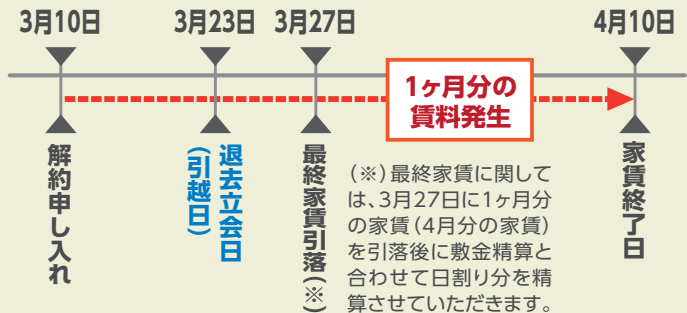 3月10日
3月23日
3月27日
4月10日
1ヶ月分の
賃料発生
解約申し入れ
退去立会日
(引越日)
最終家賃引落(※)
(※)最終家賃に関して
は、3月27日に1ヶ月分
の家賃(4月分の家賃)
を引落後に敷金精算と
合わせて日割り分を精
算させていただきます。
家賃終了日